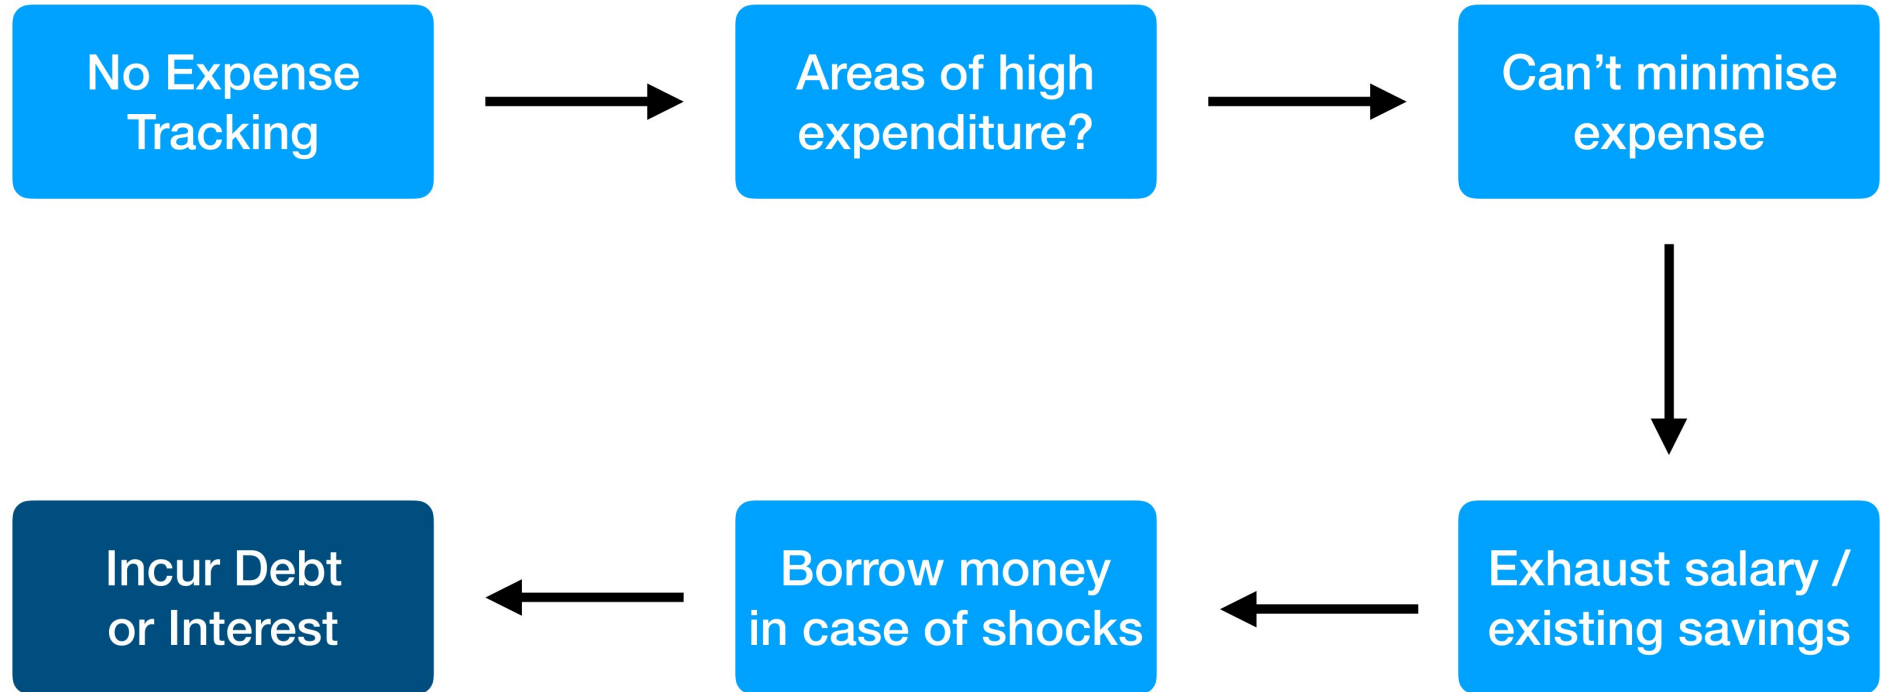 No Expense
Tracking
Areas of high
expenditure?
Can’t minimise
expense
Exhaust salary /
existing savings
Borrow money
in case of shocks
Incur Debt
or Interest